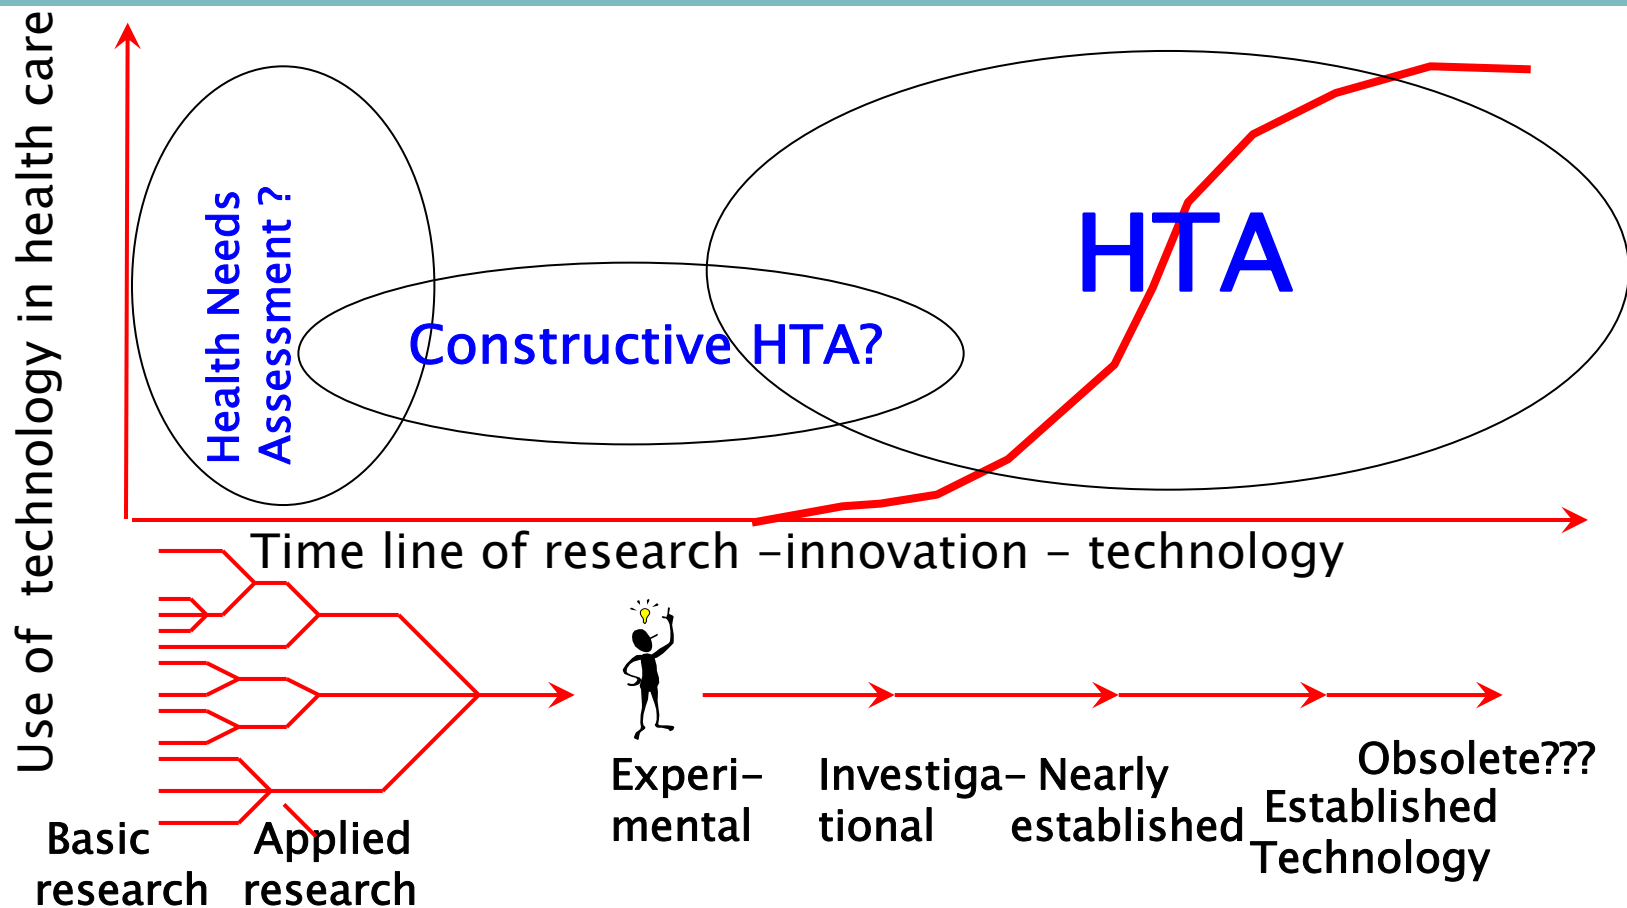 Use of technology in health care
Health Needs
Assessment ?
Constructive HTA?
HTA
Time line of research –innovation – technology
Experi–
mental
Investiga–
tional
Nearly
established
Obsolete???
Established
Technology
Basic
research
Applied
research